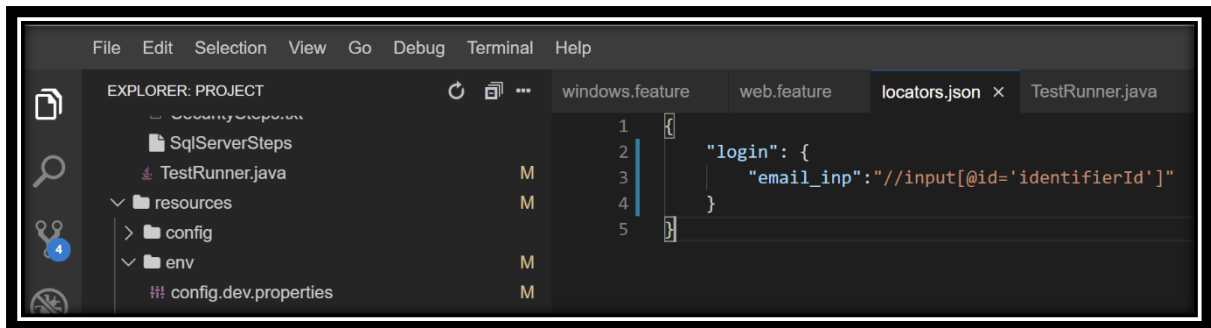 File Edit Selection View Go Debug Terminal Help
EXPLORER: PROJECT
SqlServerSteps
TestRunner.java M
resources M
config
env M
config.dev.properties M
4
windows.feature web.feature locators.json × TestRunner.java
1 {
2 "login": {
3 "email_inp":"//input[@id='identifierId']"
4 }
5 }